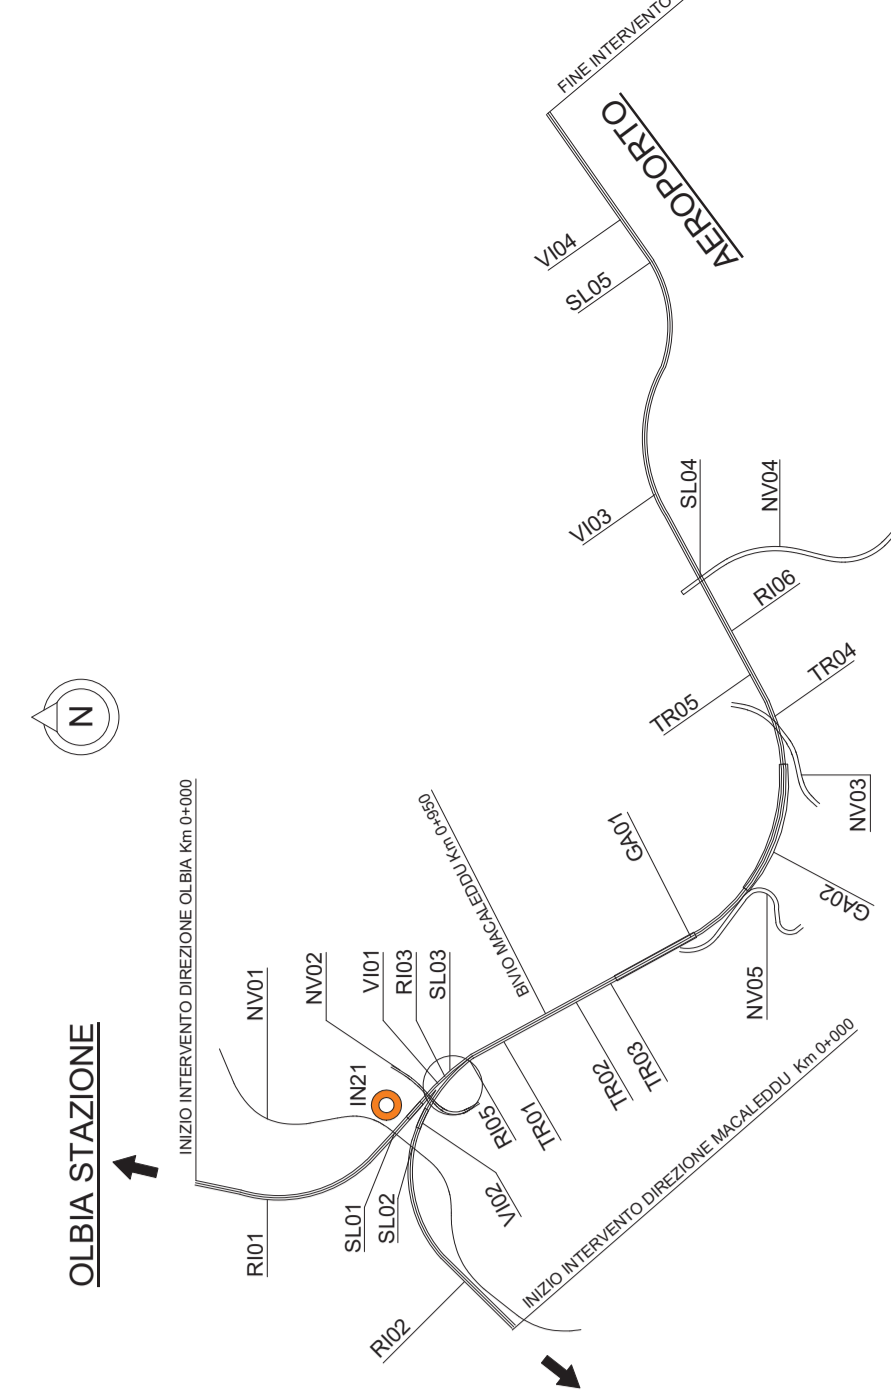 FINE INTERVENTO
AEROPORTO
VI04
SL05
SL04
NV04
VI03
RI06
TR04
TR05
N
NV03
INIZIO INTERVENTO DIREZIONE OLBIA Km 0+000
BIVIO MACALEDDU Km 0+950
GA01
GA02
NV05
NV01
NV02
VI01
RI03
SL03
OLBIA STAZIONE
IN21
TR02
TR03
TR01
RI05
INIZIO INTERVENTO DIREZIONE MACALEDDU Km 0+000
VI02
SL01
SL02
RI01
RI02